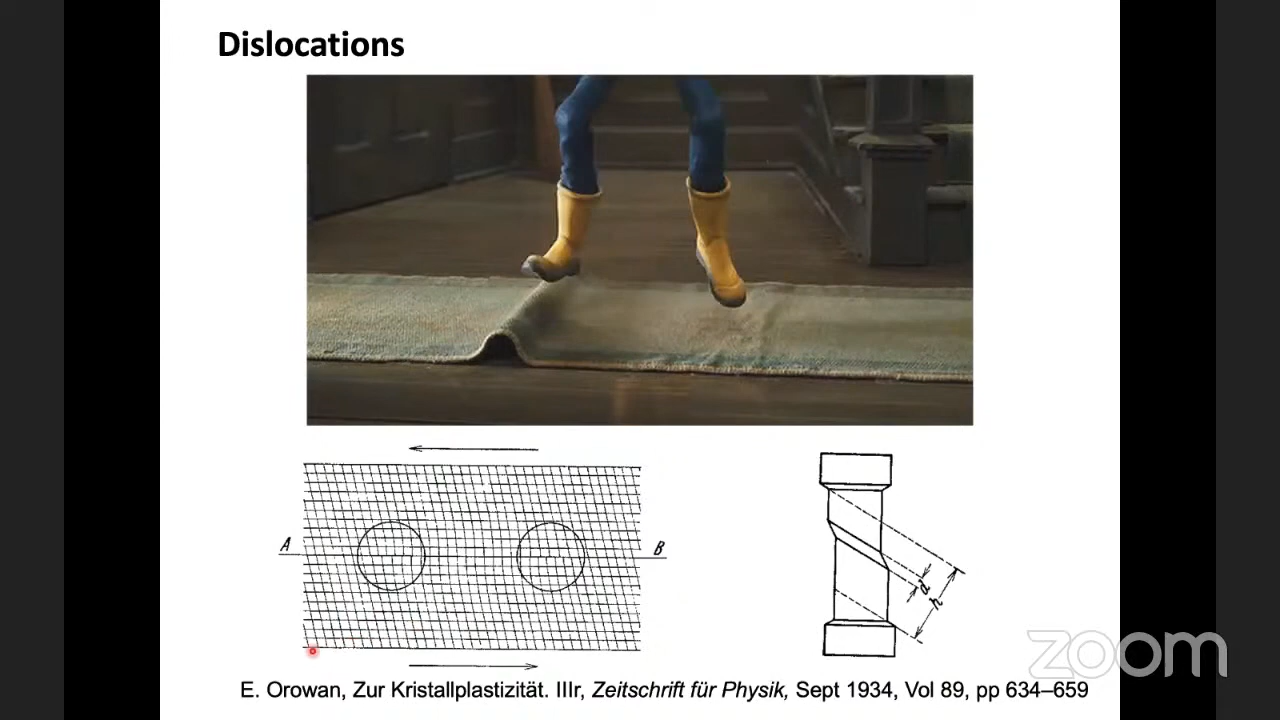 Dislocations
A
B
d
h
zoom
E. Orowan, Zur Kristallplastizität. IIIr, Zeitschrift für Physik, Sept 1934, Vol 89, pp 634–659